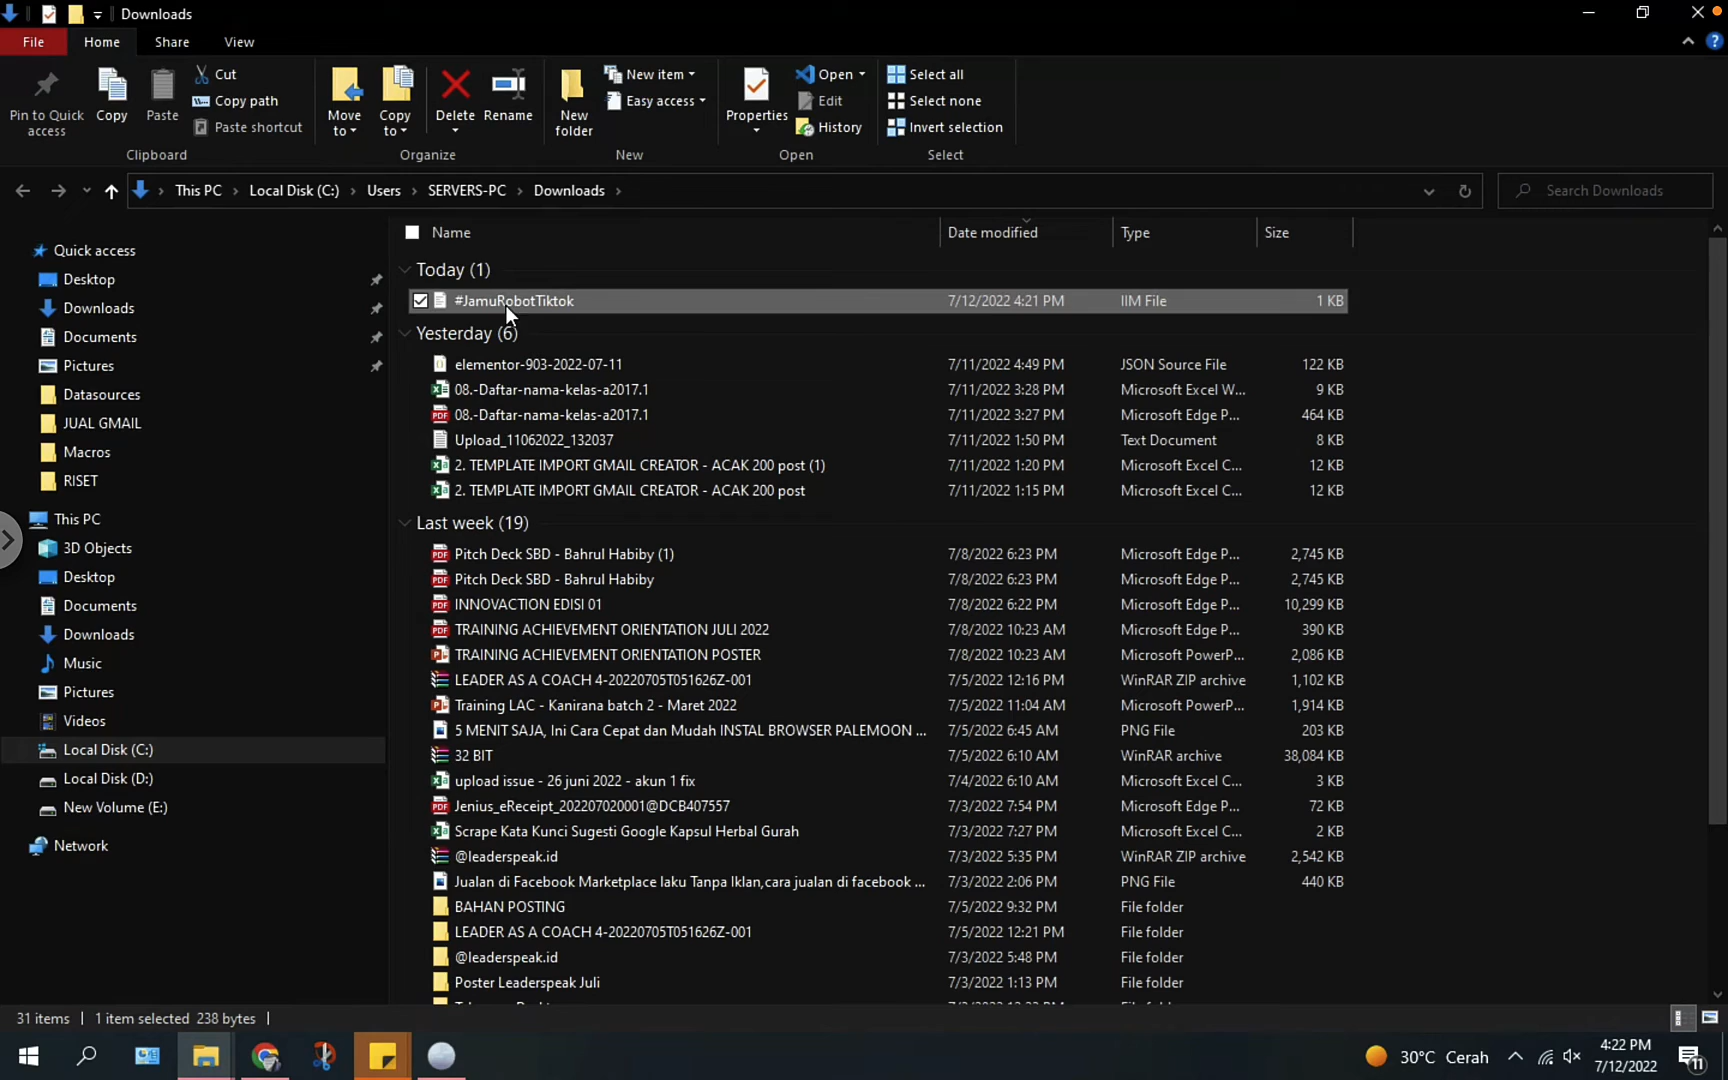 Downloads
File Home Share View
Pin to Quick access
Copy
Paste
Cut
Copy path
Paste shortcut
Clipboard
Move to
Copy to
Delete
Rename
Organize
New folder
New item
Easy access
New
Properties
Open
Edit
History
Open
Select all
Select none
Invert selection
Select
This PC > Local Disk (C:) > Users > SERVERS-PC > Downloads >
Search Downloads
Quick access
Desktop
Downloads
Documents
Pictures
Datasources
JUAL GMAIL
Macros
RISET
This PC
3D Objects
Desktop
Documents
Downloads
Music
Pictures
Videos
Local Disk (C:)
Local Disk (D:)
New Volume (E:)
Network
Name Date modified Type Size
Today (1)
#JamuRobotTiktok 7/12/2022 4:21 PM IIM File 1 KB
Yesterday (6)
elementor-903-2022-07-11 7/11/2022 4:49 PM JSON Source File 122 KB
08.-Daftar-nama-kelas-a2017.1 7/11/2022 3:28 PM Microsoft Excel W... 9 KB
08.-Daftar-nama-kelas-a2017.1 7/11/2022 3:27 PM Microsoft Edge P... 464 KB
Upload_11062022_132037 7/11/2022 1:50 PM Text Document 8 KB
2. TEMPLATE IMPORT GMAIL CREATOR - ACAK 200 post (1) 7/11/2022 1:20 PM Microsoft Excel C... 12 KB
2. TEMPLATE IMPORT GMAIL CREATOR - ACAK 200 post 7/11/2022 1:15 PM Microsoft Excel C... 12 KB
Last week (19)
Pitch Deck SBD - Bahrul Habiby (1) 7/8/2022 6:23 PM Microsoft Edge P... 2,745 KB
Pitch Deck SBD - Bahrul Habiby 7/8/2022 6:23 PM Microsoft Edge P... 2,745 KB
INNOVACTION EDISI 01 7/8/2022 6:22 PM Microsoft Edge P... 10,299 KB
TRAINING ACHIEVEMENT ORIENTATION JULI 2022 7/8/2022 10:23 AM Microsoft Edge P... 390 KB
TRAINING ACHIEVEMENT ORIENTATION POSTER 7/8/2022 10:23 AM Microsoft PowerP... 2,086 KB
LEADER AS A COACH 4-20220705T051626Z-001 7/5/2022 12:16 PM WinRAR ZIP archive 1,102 KB
Training LAC - Kanirana batch 2 - Maret 2022 7/5/2022 11:04 AM Microsoft PowerP... 1,914 KB
5 MENIT SAJA, Ini Cara Cepat dan Mudah INSTAL BROWSER PALEMOON ... 7/5/2022 6:45 AM PNG File 203 KB
32 BIT 7/5/2022 6:10 AM WinRAR archive 38,084 KB
upload issue - 26 juni 2022 - akun 1 fix 7/4/2022 6:10 AM Microsoft Excel C... 3 KB
Jenius_eReceipt_202207020001@DCB407557 7/3/2022 7:54 PM Microsoft Edge P... 72 KB
Scrape Kata Kunci Sugesti Google Kapsul Herbal Gurah 7/3/2022 7:27 PM Microsoft Excel C... 2 KB
@leaderspeak.id 7/3/2022 5:35 PM WinRAR ZIP archive 2,542 KB
Jualan di Facebook Marketplace laku Tanpa Iklan,cara jualan di facebook ... 7/3/2022 2:06 PM PNG File 440 KB
BAHAN POSTING 7/5/2022 9:32 PM File folder
LEADER AS A COACH 4-20220705T051626Z-001 7/5/2022 12:21 PM File folder
@leaderspeak.id 7/3/2022 5:48 PM File folder
Poster Leaderspeak Juli 7/3/2022 1:13 PM File folder
31 items 1 item selected 238 bytes
30°C Cerah
4:22 PM
7/12/2022
11